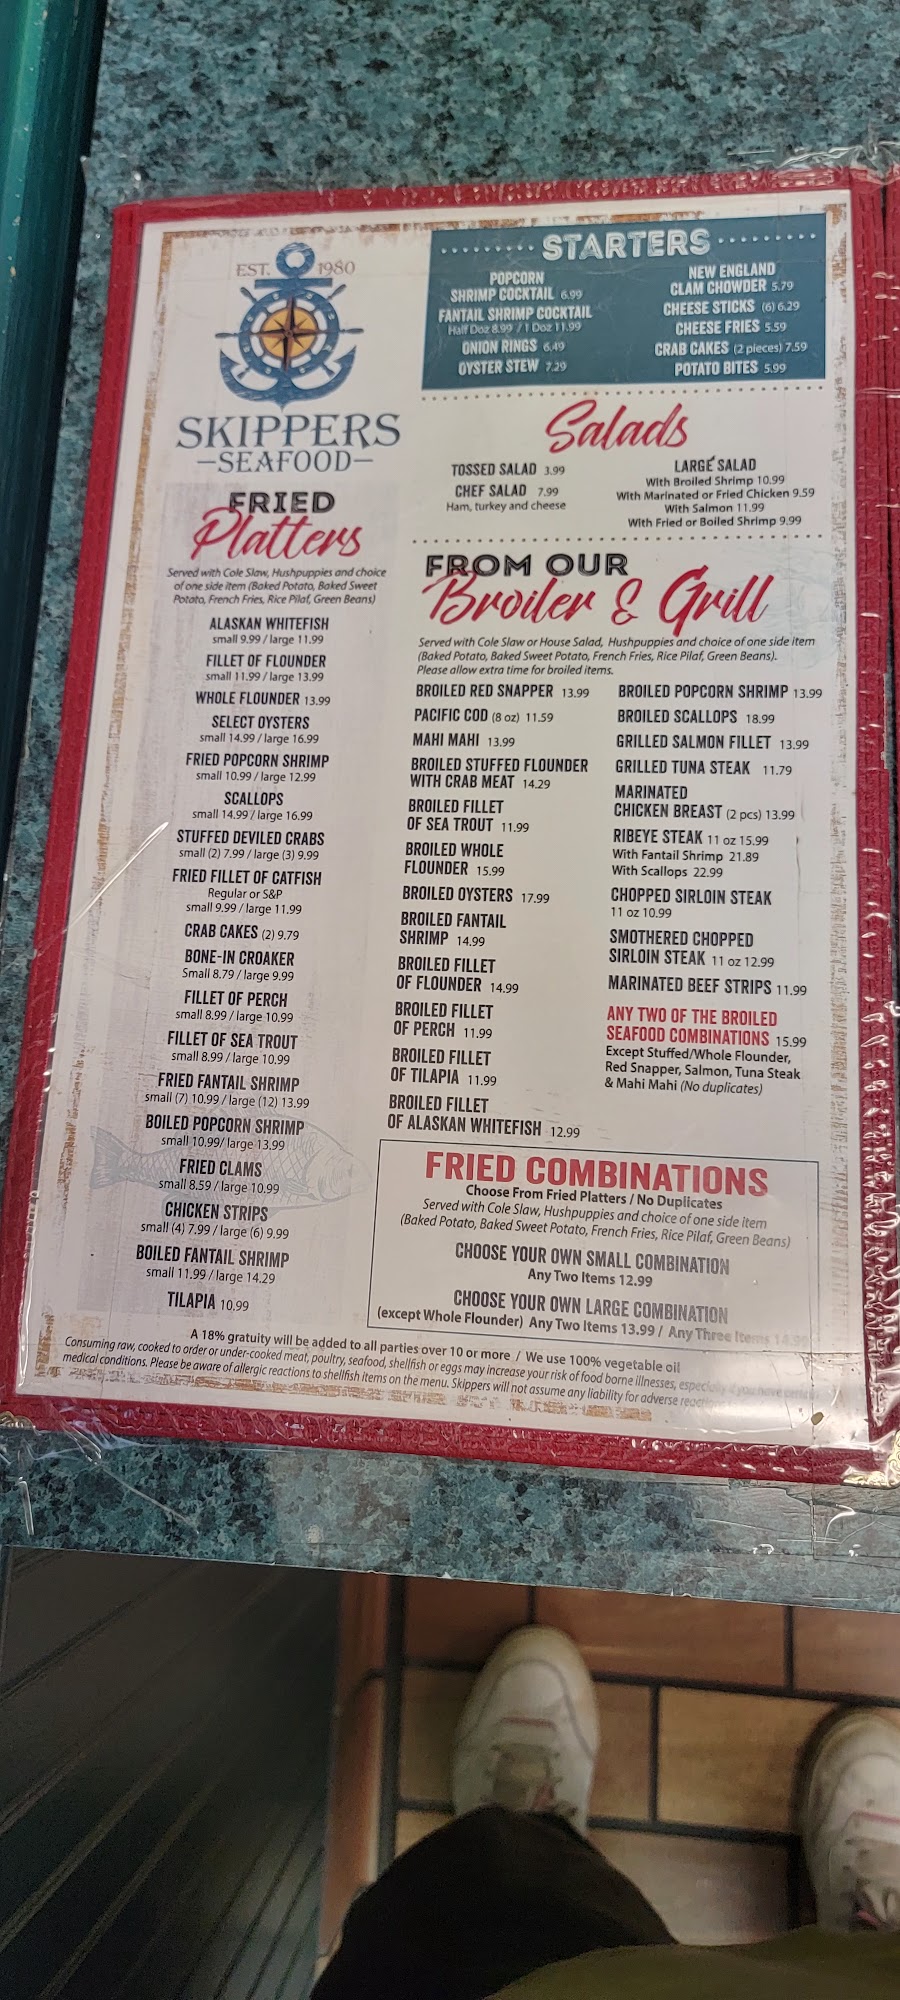 EST. 1980
SKIPPERS
—SEAFOOD—
STARTERS
POPCORN
SHRIMP COCKTAIL 6.99
FANTAIL SHRIMP COCKTAIL
Half Doz 8.99 / 1 Doz 11.99
ONION RINGS 6.49
OYSTER STEW 7.29
NEW ENGLAND
CLAM CHOWDER 5.79
CHEESE STICKS (6) 6.29
CHEESE FRIES 5.59
CRAB CAKES (2 pieces) 7.59
POTATO BITES 5.99
Salads
TOSSED SALAD 3.99
CHEF SALAD 7.99
Ham, turkey and cheese
LARGE SALAD
With Broiled Shrimp 10.99
With Marinated or Fried Chicken 9.59
With Salmon 11.99
With Fried or Boiled Shrimp 9.99
FRIED
Platters
Served with Cole Slaw, Hushpuppies and choice
of one side item (Baked Potato, Baked Sweet
Potato, French Fries, Rice Pilaf, Green Beans)
ALASKAN WHITEFISH
small 9.99 / large 11.99
FILLET OF FLOUNDER
small 11.99 / large 13.99
WHOLE FLOUNDER 13.99
SELECT OYSTERS
small 14.99 / large 16.99
FRIED POPCORN SHRIMP
small 10.99 / large 12.99
SCALLOPS
small 14.99 / large 16.99
STUFFED DEVILED CRABS
small (2) 7.99 / large (3) 9.99
FRIED FILLET OF CATFISH
Regular or S&P
small 9.99 / large 11.99
CRAB CAKES (2) 9.79
BONE-IN CROAKER
Small 8.79 / large 9.99
FILLET OF PERCH
small 8.99 / large 10.99
FILLET OF SEA TROUT
small 8.99 / large 10.99
FRIED FANTAIL SHRIMP
small (7) 10.99 / large (12) 13.99
BOILED POPCORN SHRIMP
small 10.99/ large 13.99
FRIED CLAMS
small 8.59 / large 10.99
CHICKEN STRIPS
small (4) 7.99 / large (6) 9.99
BOILED FANTAIL SHRIMP
small 11.99 / large 14.29
TILAPIA 10.99
FROM OUR
Broiler & Grill
Served with Cole Slaw or House Salad, Hushpuppies and choice of one side item
(Baked Potato, Baked Sweet Potato, French Fries, Rice Pilaf, Green Beans).
Please allow extra time for broiled items.
BROILED RED SNAPPER 13.99
PACIFIC COD (8 oz) 11.59
MAHI MAHI 13.99
BROILED STUFFED FLOUNDER
WITH CRAB MEAT 14.29
BROILED FILLET
OF SEA TROUT 11.99
BROILED WHOLE
FLOUNDER 15.99
BROILED OYSTERS 17.99
BROILED FANTAIL
SHRIMP 14.99
BROILED FILLET
OF FLOUNDER 14.99
BROILED FILLET
OF PERCH 11.99
BROILED FILLET
OF TILAPIA 11.99
BROILED FILLET
OF ALASKAN WHITEFISH 12.99
BROILED POPCORN SHRIMP 13.99
BROILED SCALLOPS 18.99
GRILLED SALMON FILLET 13.99
GRILLED TUNA STEAK 11.79
MARINATED
CHICKEN BREAST (2 pcs) 13.99
RIBEYE STEAK 11 oz 15.99
With Fantail Shrimp 21.89
With Scallops 22.99
CHOPPED SIRLOIN STEAK
11 oz 10.99
SMOTHERED CHOPPED
SIRLOIN STEAK 11 oz 12.99
MARINATED BEEF STRIPS 11.99
ANY TWO OF THE BROILED
SEAFOOD COMBINATIONS 15.99
Except Stuffed/Whole Flounder,
Red Snapper, Salmon, Tuna Steak
& Mahi Mahi (No duplicates)
FRIED COMBINATIONS
Choose From Fried Platters / No Duplicates
Served with Cole Slaw, Hushpuppies and choice of one side item
(Baked Potato, Baked Sweet Potato, French Fries, Rice Pilaf, Green Beans)
CHOOSE YOUR OWN SMALL COMBINATION
Any Two Items 12.99
CHOOSE YOUR OWN LARGE COMBINATION
(except Whole Flounder) Any Two Items 13.99 / Any Three Items 14.99
A 18% gratuity will be added to all parties over 10 or more / We use 100% vegetable oil
Consuming raw, cooked to order or under-cooked meat, poultry, seafood, shellfish or eggs may increase your risk of food borne illnesses, especially if you have certain
medical conditions. Please be aware of allergic reactions to shellfish items on the menu. Skippers will not assume any liability for adverse